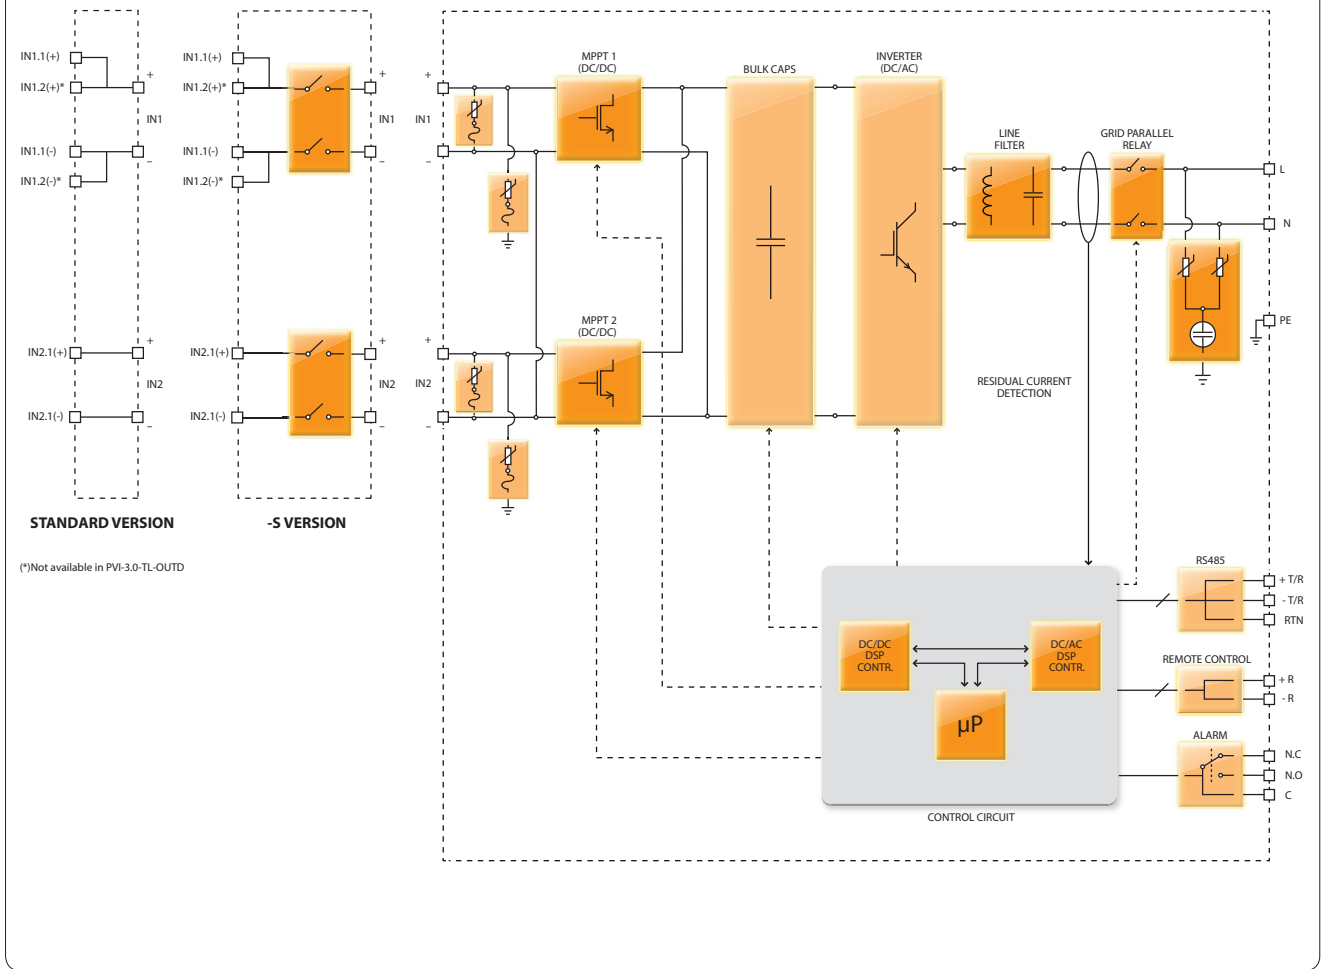 IN1.1(+)
IN1.2(+)*
IN1.1(-)
IN1.2(-)*
+
IN1
–
IN2.1(+)
IN2.1(-)
+
IN2
–
STANDARD VERSION
(*)Not available in PVI-3.0-TL-OUTD
IN1.1(+)
IN1.2(+)*
IN1.1(-)
IN1.2(-)*
+
IN1
–
IN2.1(+)
IN2.1(-)
+
IN2
–
-S VERSION
+
IN1
–
+
IN2
–
MPPT 1
(DC/DC)
MPPT 2
(DC/DC)
BULK CAPS
INVERTER
(DC/AC)
LINE
FILTER
GRID PARALLEL
RELAY
L
N
PE
RESIDUAL CURRENT
DETECTION
DC/DC
DSP
CONTR.
DC/AC
DSP
CONTR.
µP
CONTROL CIRCUIT
RS485
+ T/R
- T/R
RTN
REMOTE CONTROL
+ R
- R
ALARM
N.C
N.O
C